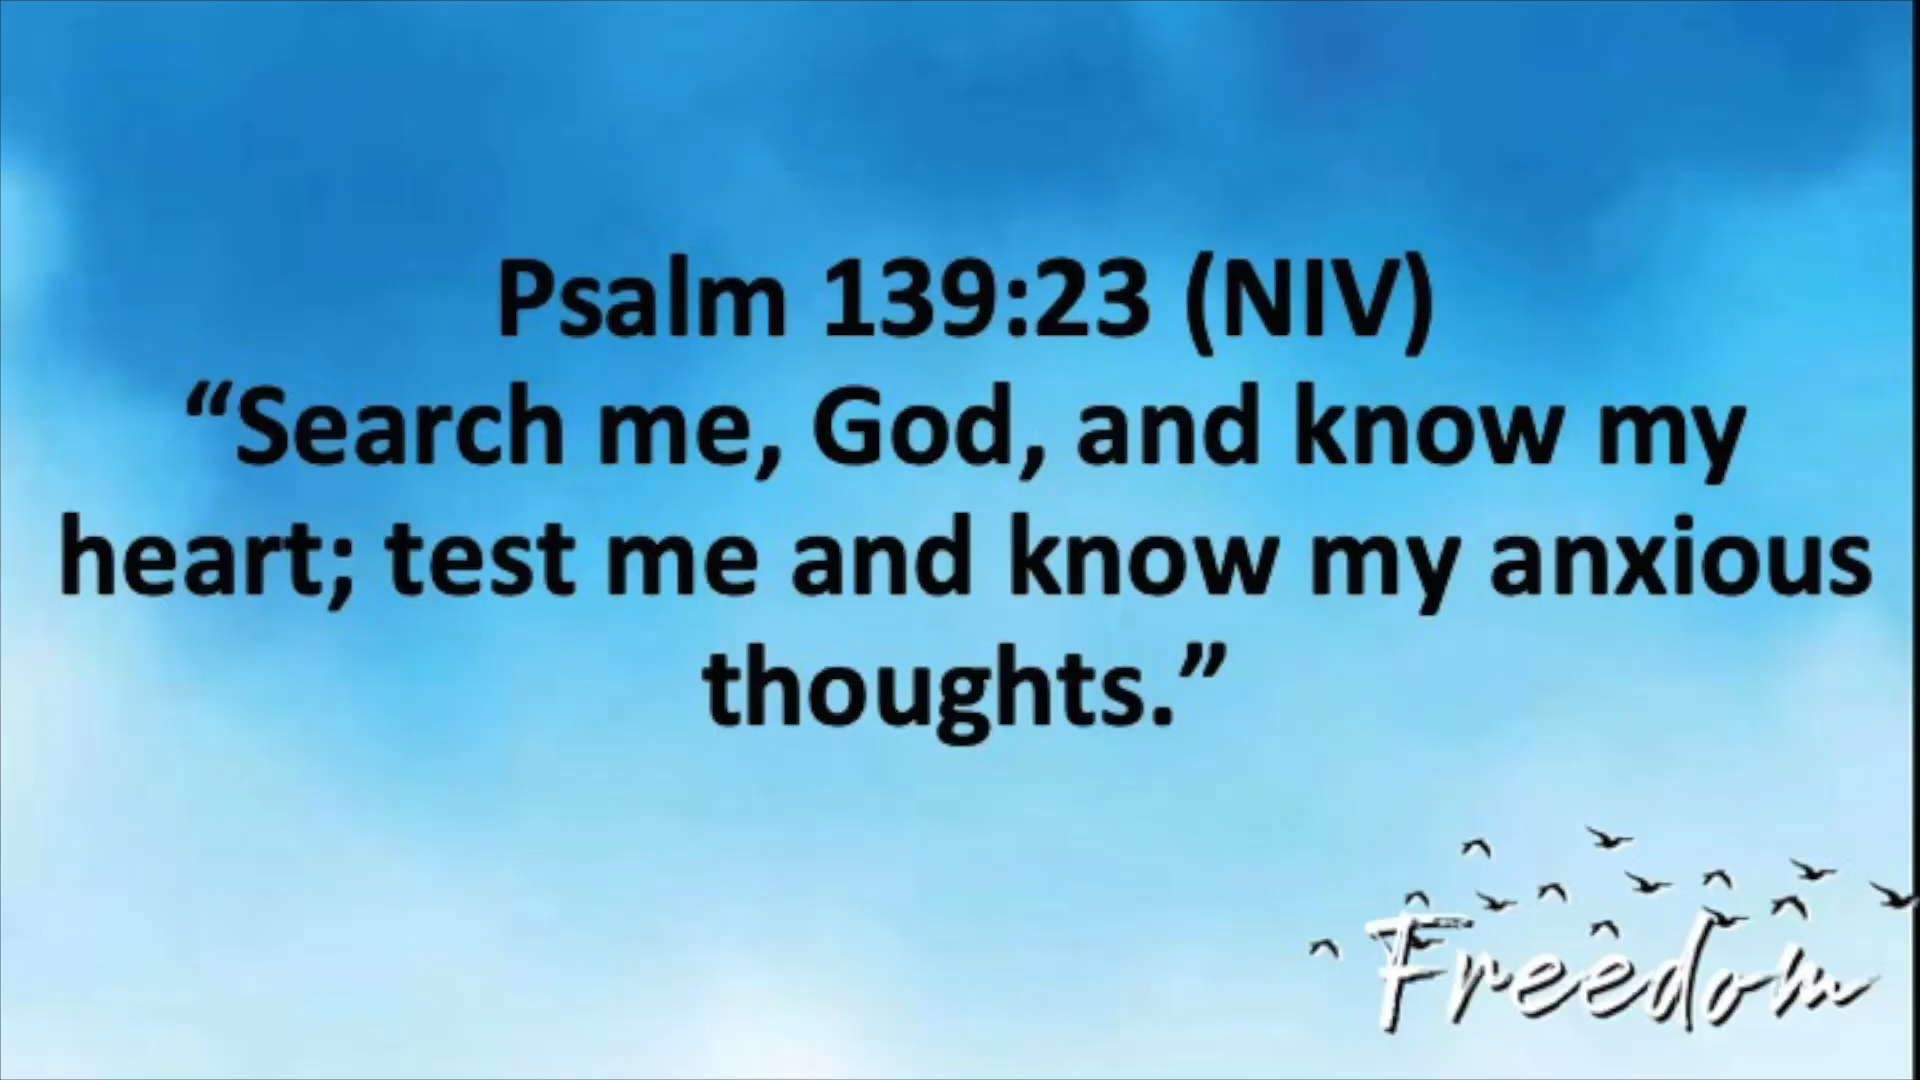 Psalm 139:23 (NIV)
“Search me, God, and know my
heart; test me and know my anxious
thoughts.”
Freedom